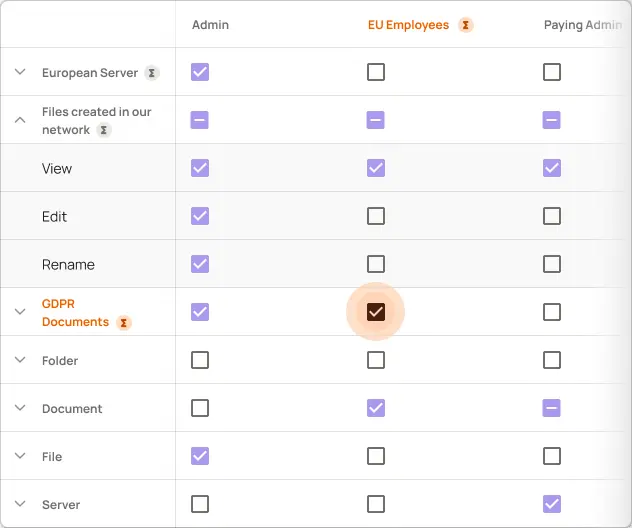 Admin
EU Employees Σ
Paying Admin
European Server Σ
Files created in our
network Σ
View
Edit
Rename
GDPR
Documents Σ
Folder
Document
File
Server